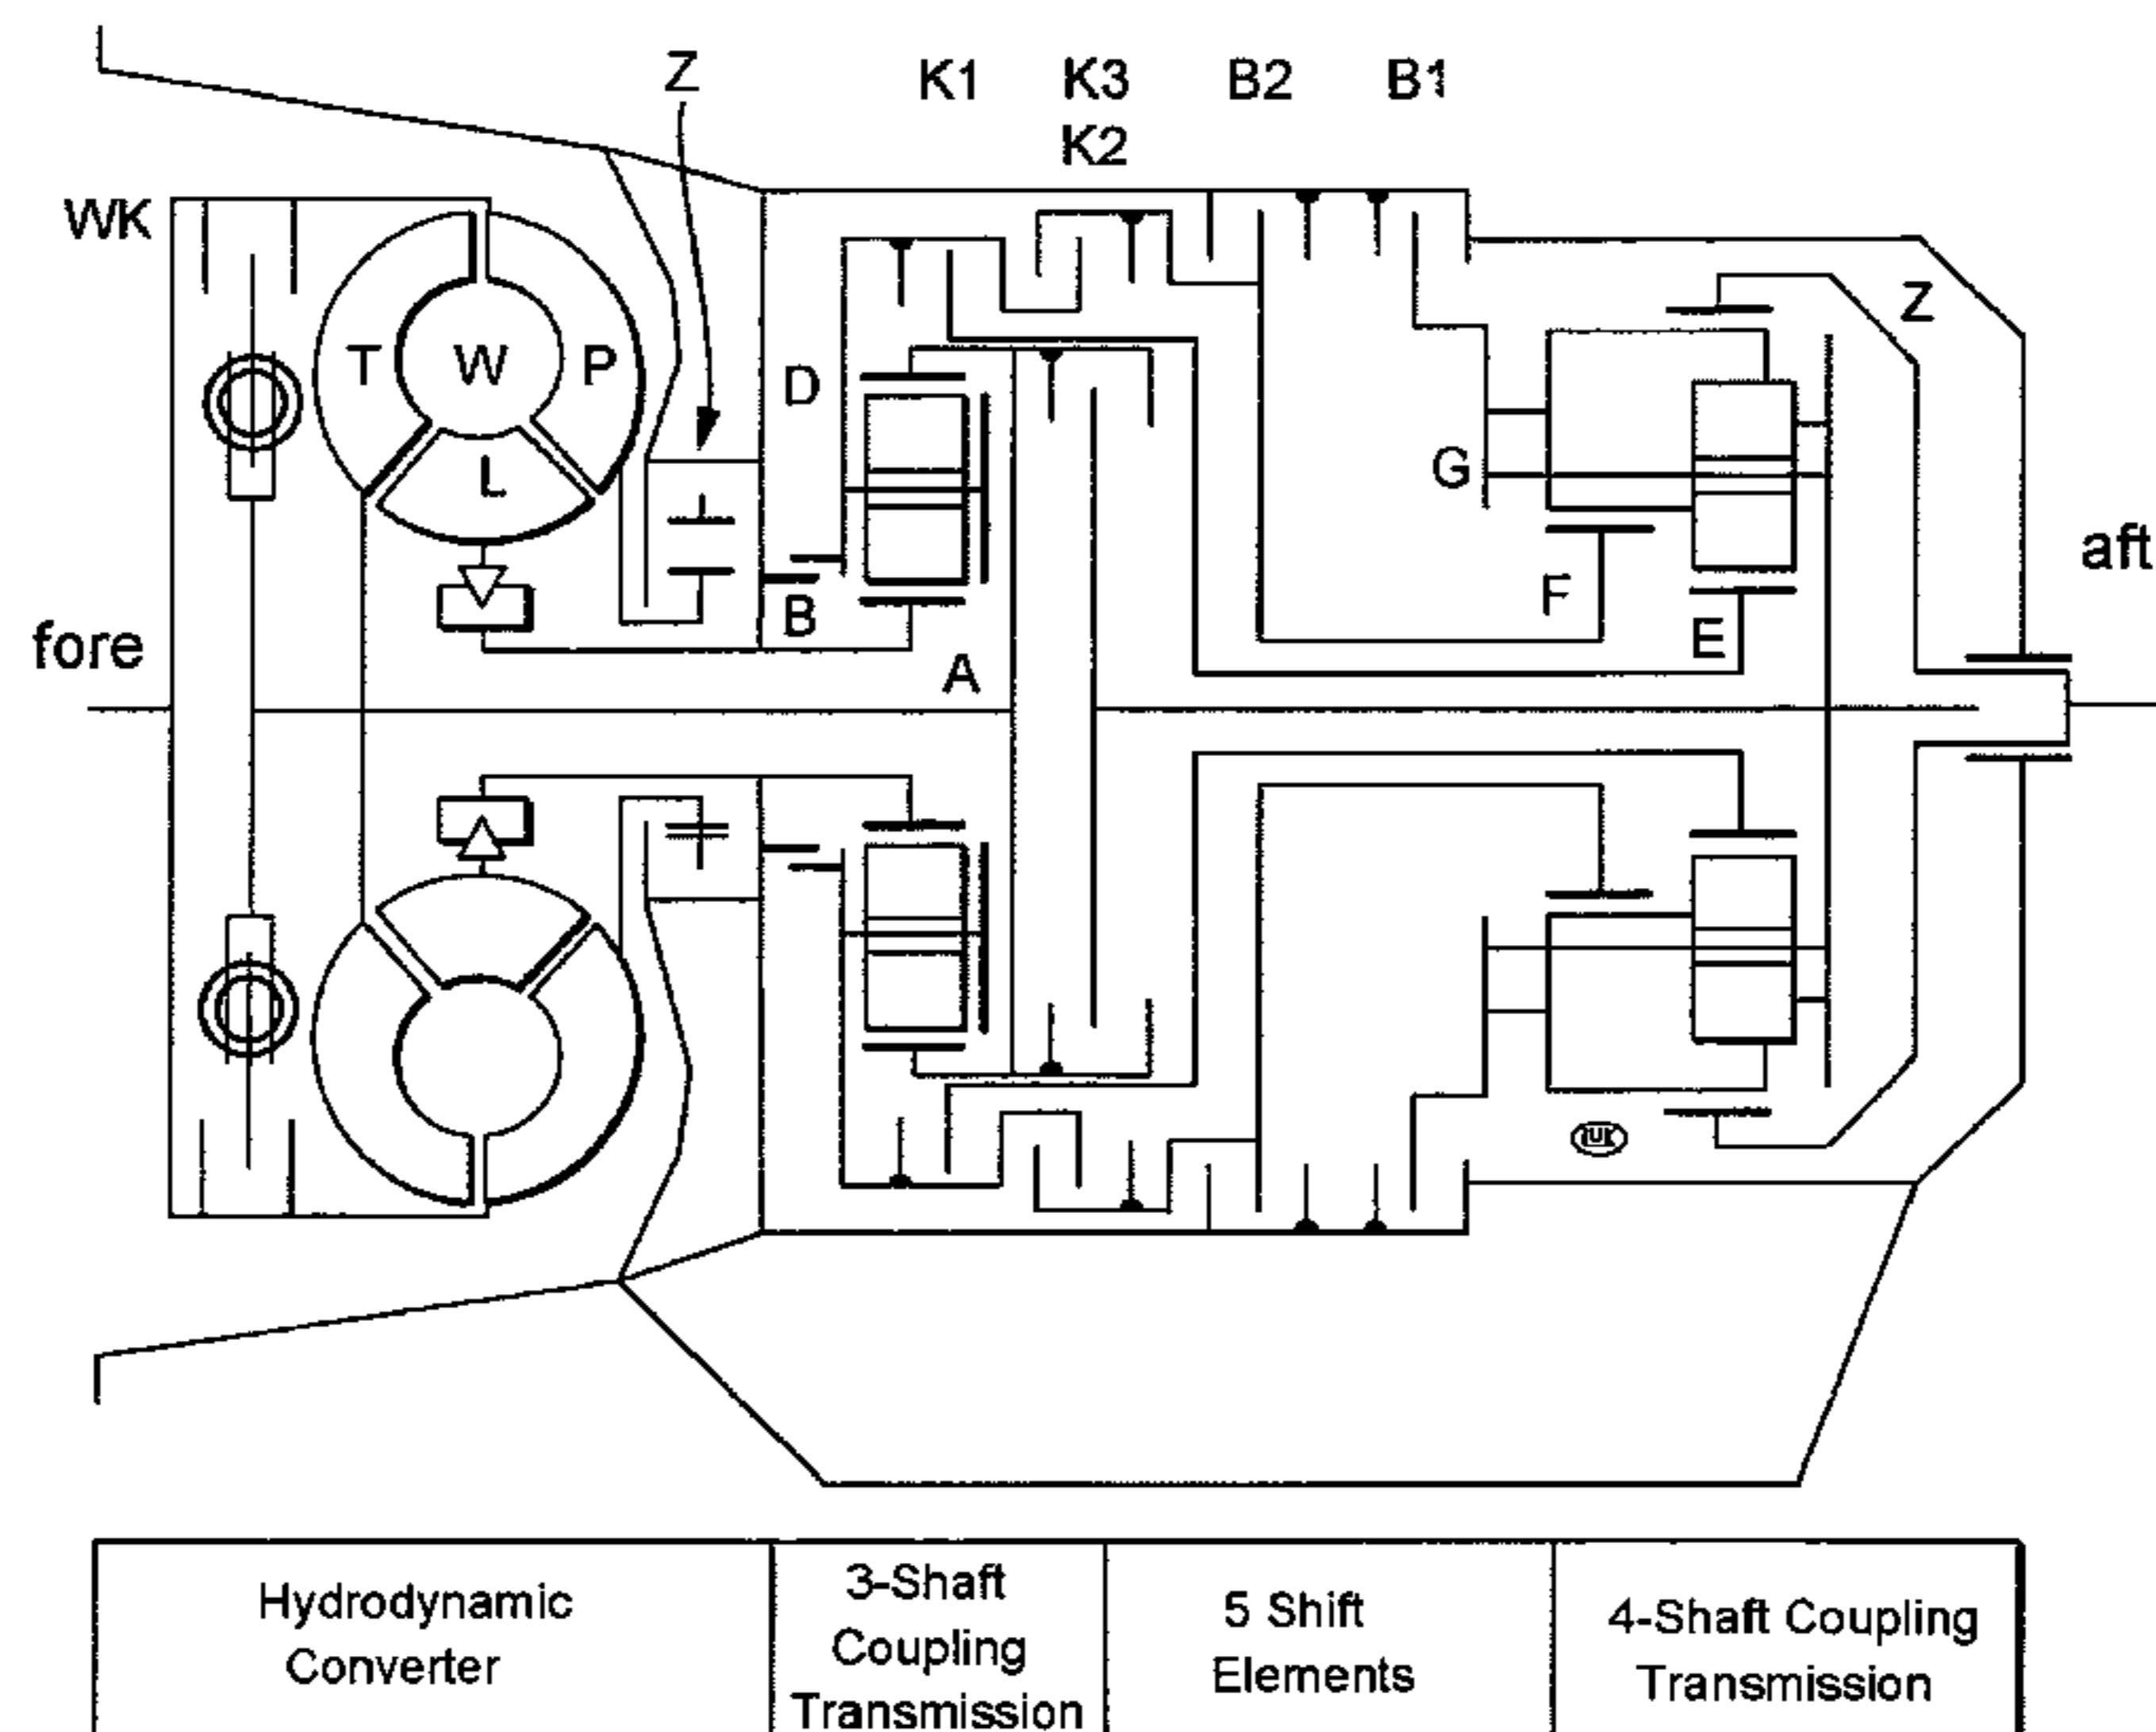 Z
K1 K3 B2 B1
K2
WK
Z
T W P D
L G
B F E
fore A aft
LUK
Hydrodynamic
Converter
3-Shaft
Coupling
Transmission
5 Shift
Elements
4-Shaft Coupling
Transmission